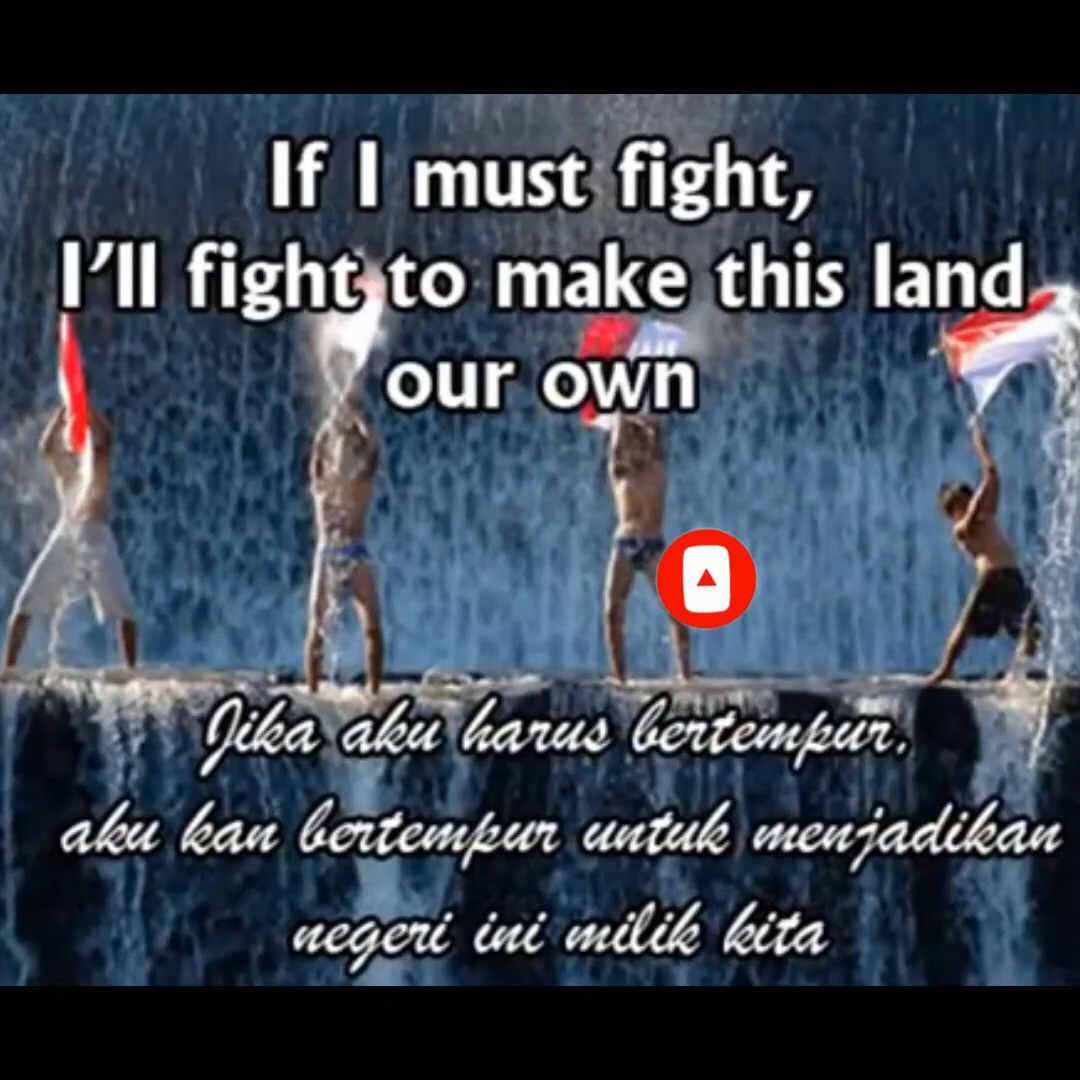 If I must fight,
I'll fight to make this land
our own
Jika aku harus bertempur,
aku kan bertempur untuk menjadikan
negeri ini milik kita